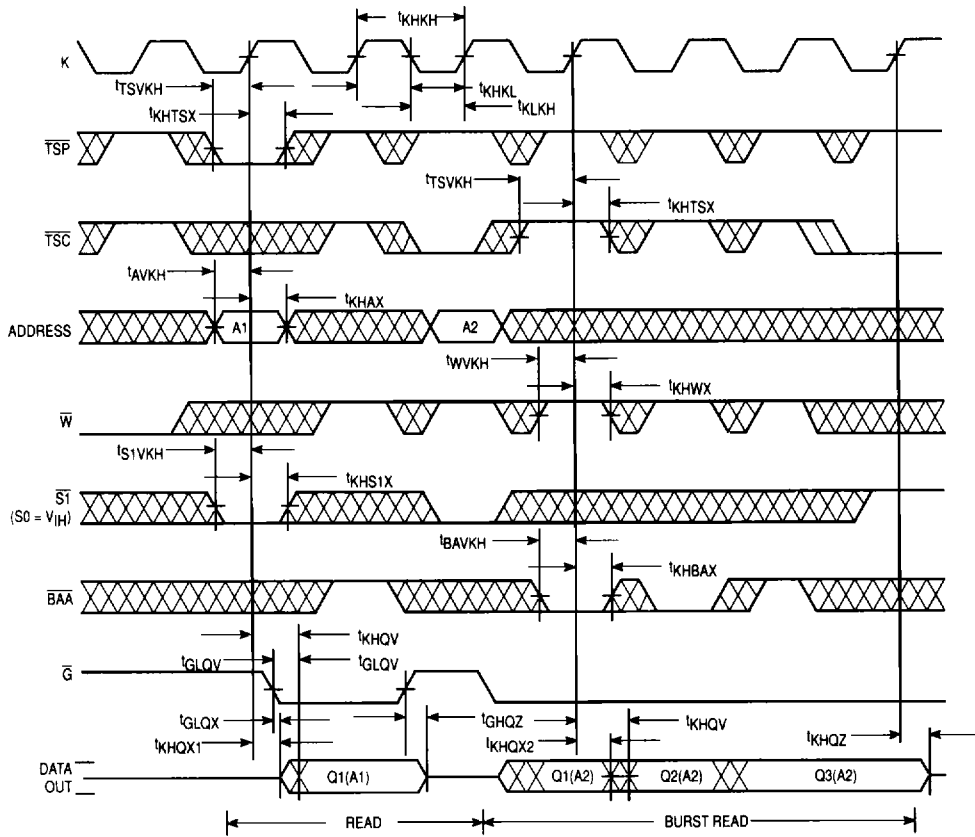 tKHKH
K
tTSVKH
tKHKL
tKHTSX
tKLKH
TSP
tTSVKH
tKHTSX
TSC
tAVKH
tKHAX
ADDRESS
A1
A2
tWVKH
tKHWX
W
tS1VKH
tKHS1X
S1
(S0 = VIH)
tBAVKH
tKHBAX
BAA
tKHQV
G
tGLQV
tGLQV
tGLQX
tGHQZ
tKHQV
tKHQX1
tKHQX2
tKHQZ
DATA
OUT
Q1(A1)
Q1(A2)
Q2(A2)
Q3(A2)
READ
BURST READ